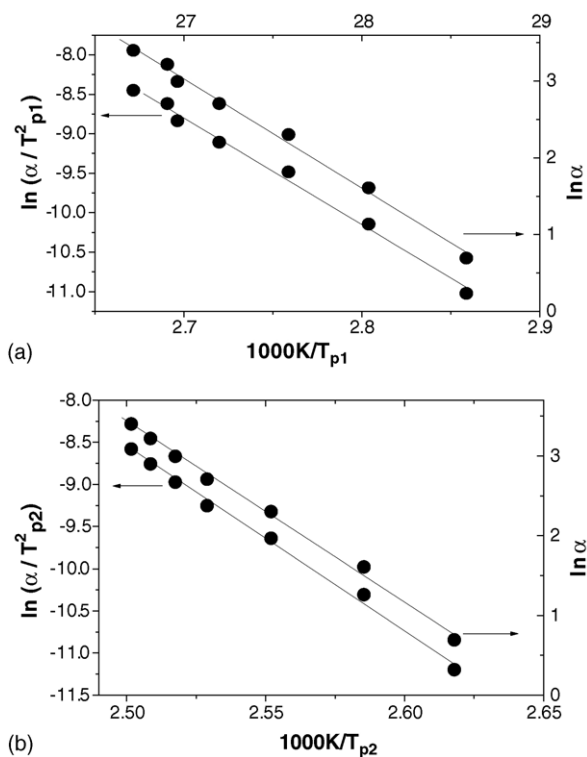 27 28 29
-8.0
-8.5
-9.0
-9.5
-10.0
-10.5
-11.0
ln (α / T²p1)
3
2
1
0
lnα
2.7 2.8 2.9
1000K/Tp1
(a)
-8.0
-8.5
-9.0
-9.5
-10.0
-10.5
-11.0
-11.5
ln (α / T²p2)
3
2
1
0
lnα
2.50 2.55 2.60 2.65
1000K/Tp2
(b)